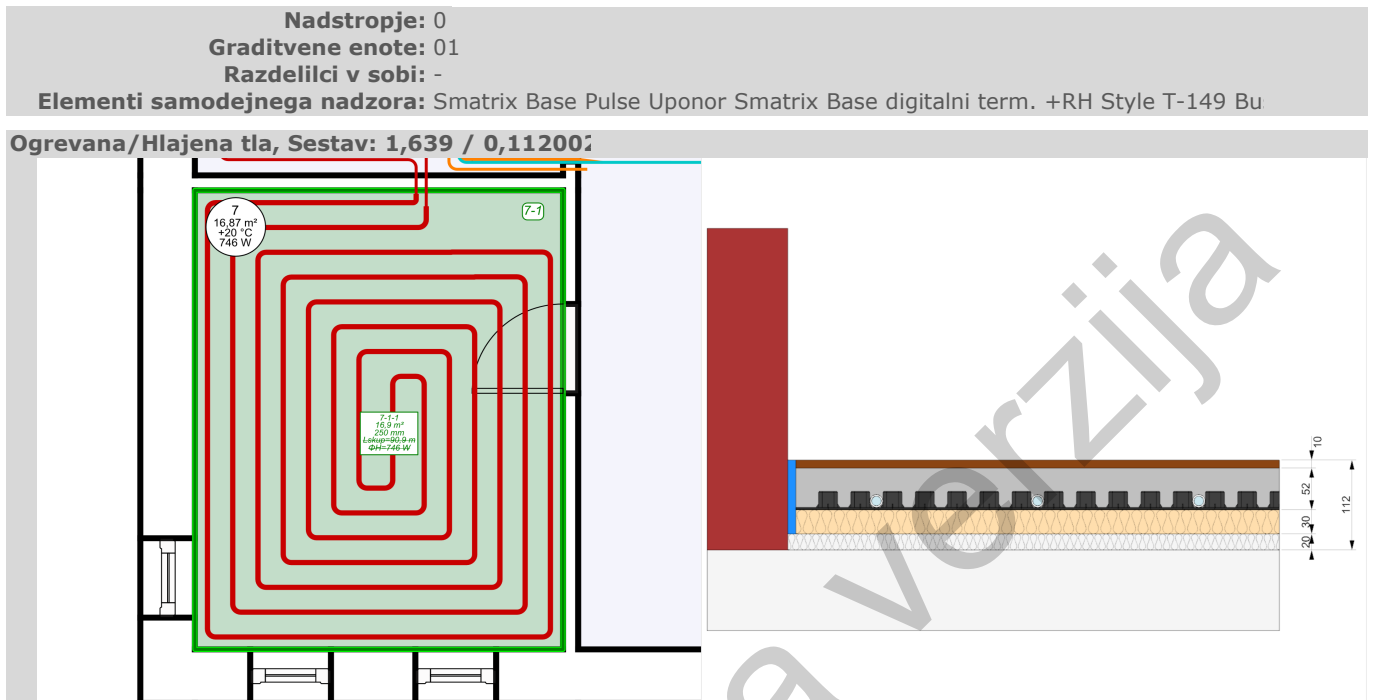 Nadstropje: 0
Graditvene enote: 01
Razdelilci v sobi: -
Elementi samodejnega nadzora: Smatrix Base Pulse Uponor Smatrix Base digitalni term. +RH Style T-149 Bu
Ogrevana/Hlajena tla, Sestav: 1,639 / 0,112002
7
16,87 m²
+20 °C
746 W
7-1
7-1-1
16,9 m²
250 mm
Lskup=90,9 m
ΦH=746 W
10
52
30
20
112
a verzija